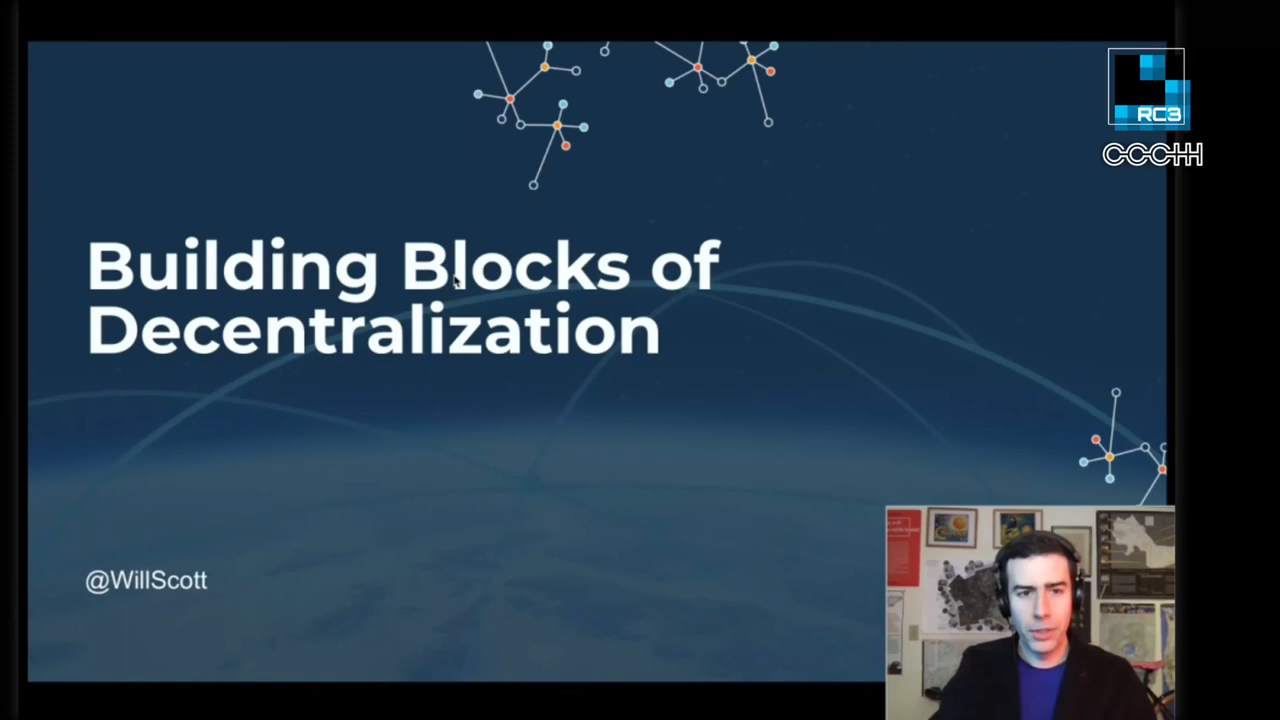 Building Blocks of
Decentralization
@WillScott
RC3
CCCHH